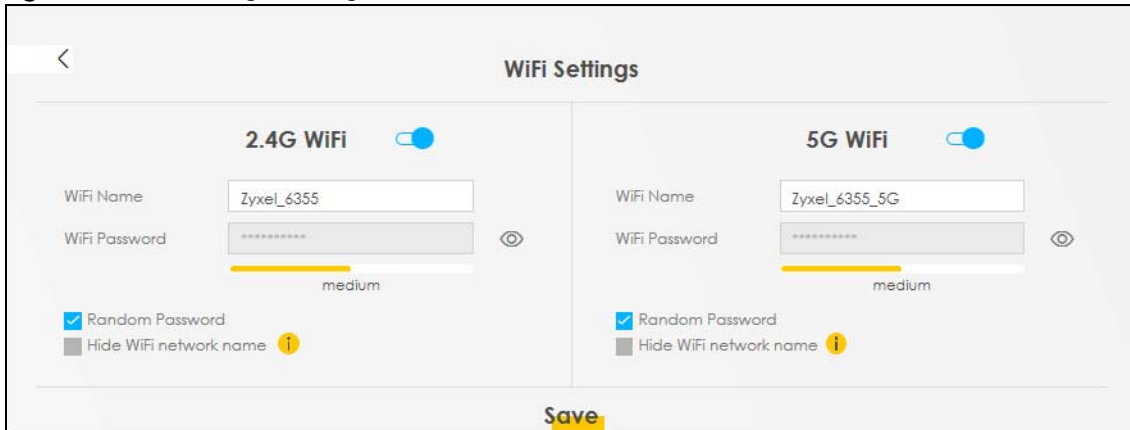 WiFi Settings
2.4G WiFi
WiFi Name
Zyxel_6355
WiFi Password
**********
medium
Random Password
Hide WiFi network name
5G WiFi
WiFi Name
Zyxel_6355_5G
WiFi Password
**********
medium
Random Password
Hide WiFi network name
Save